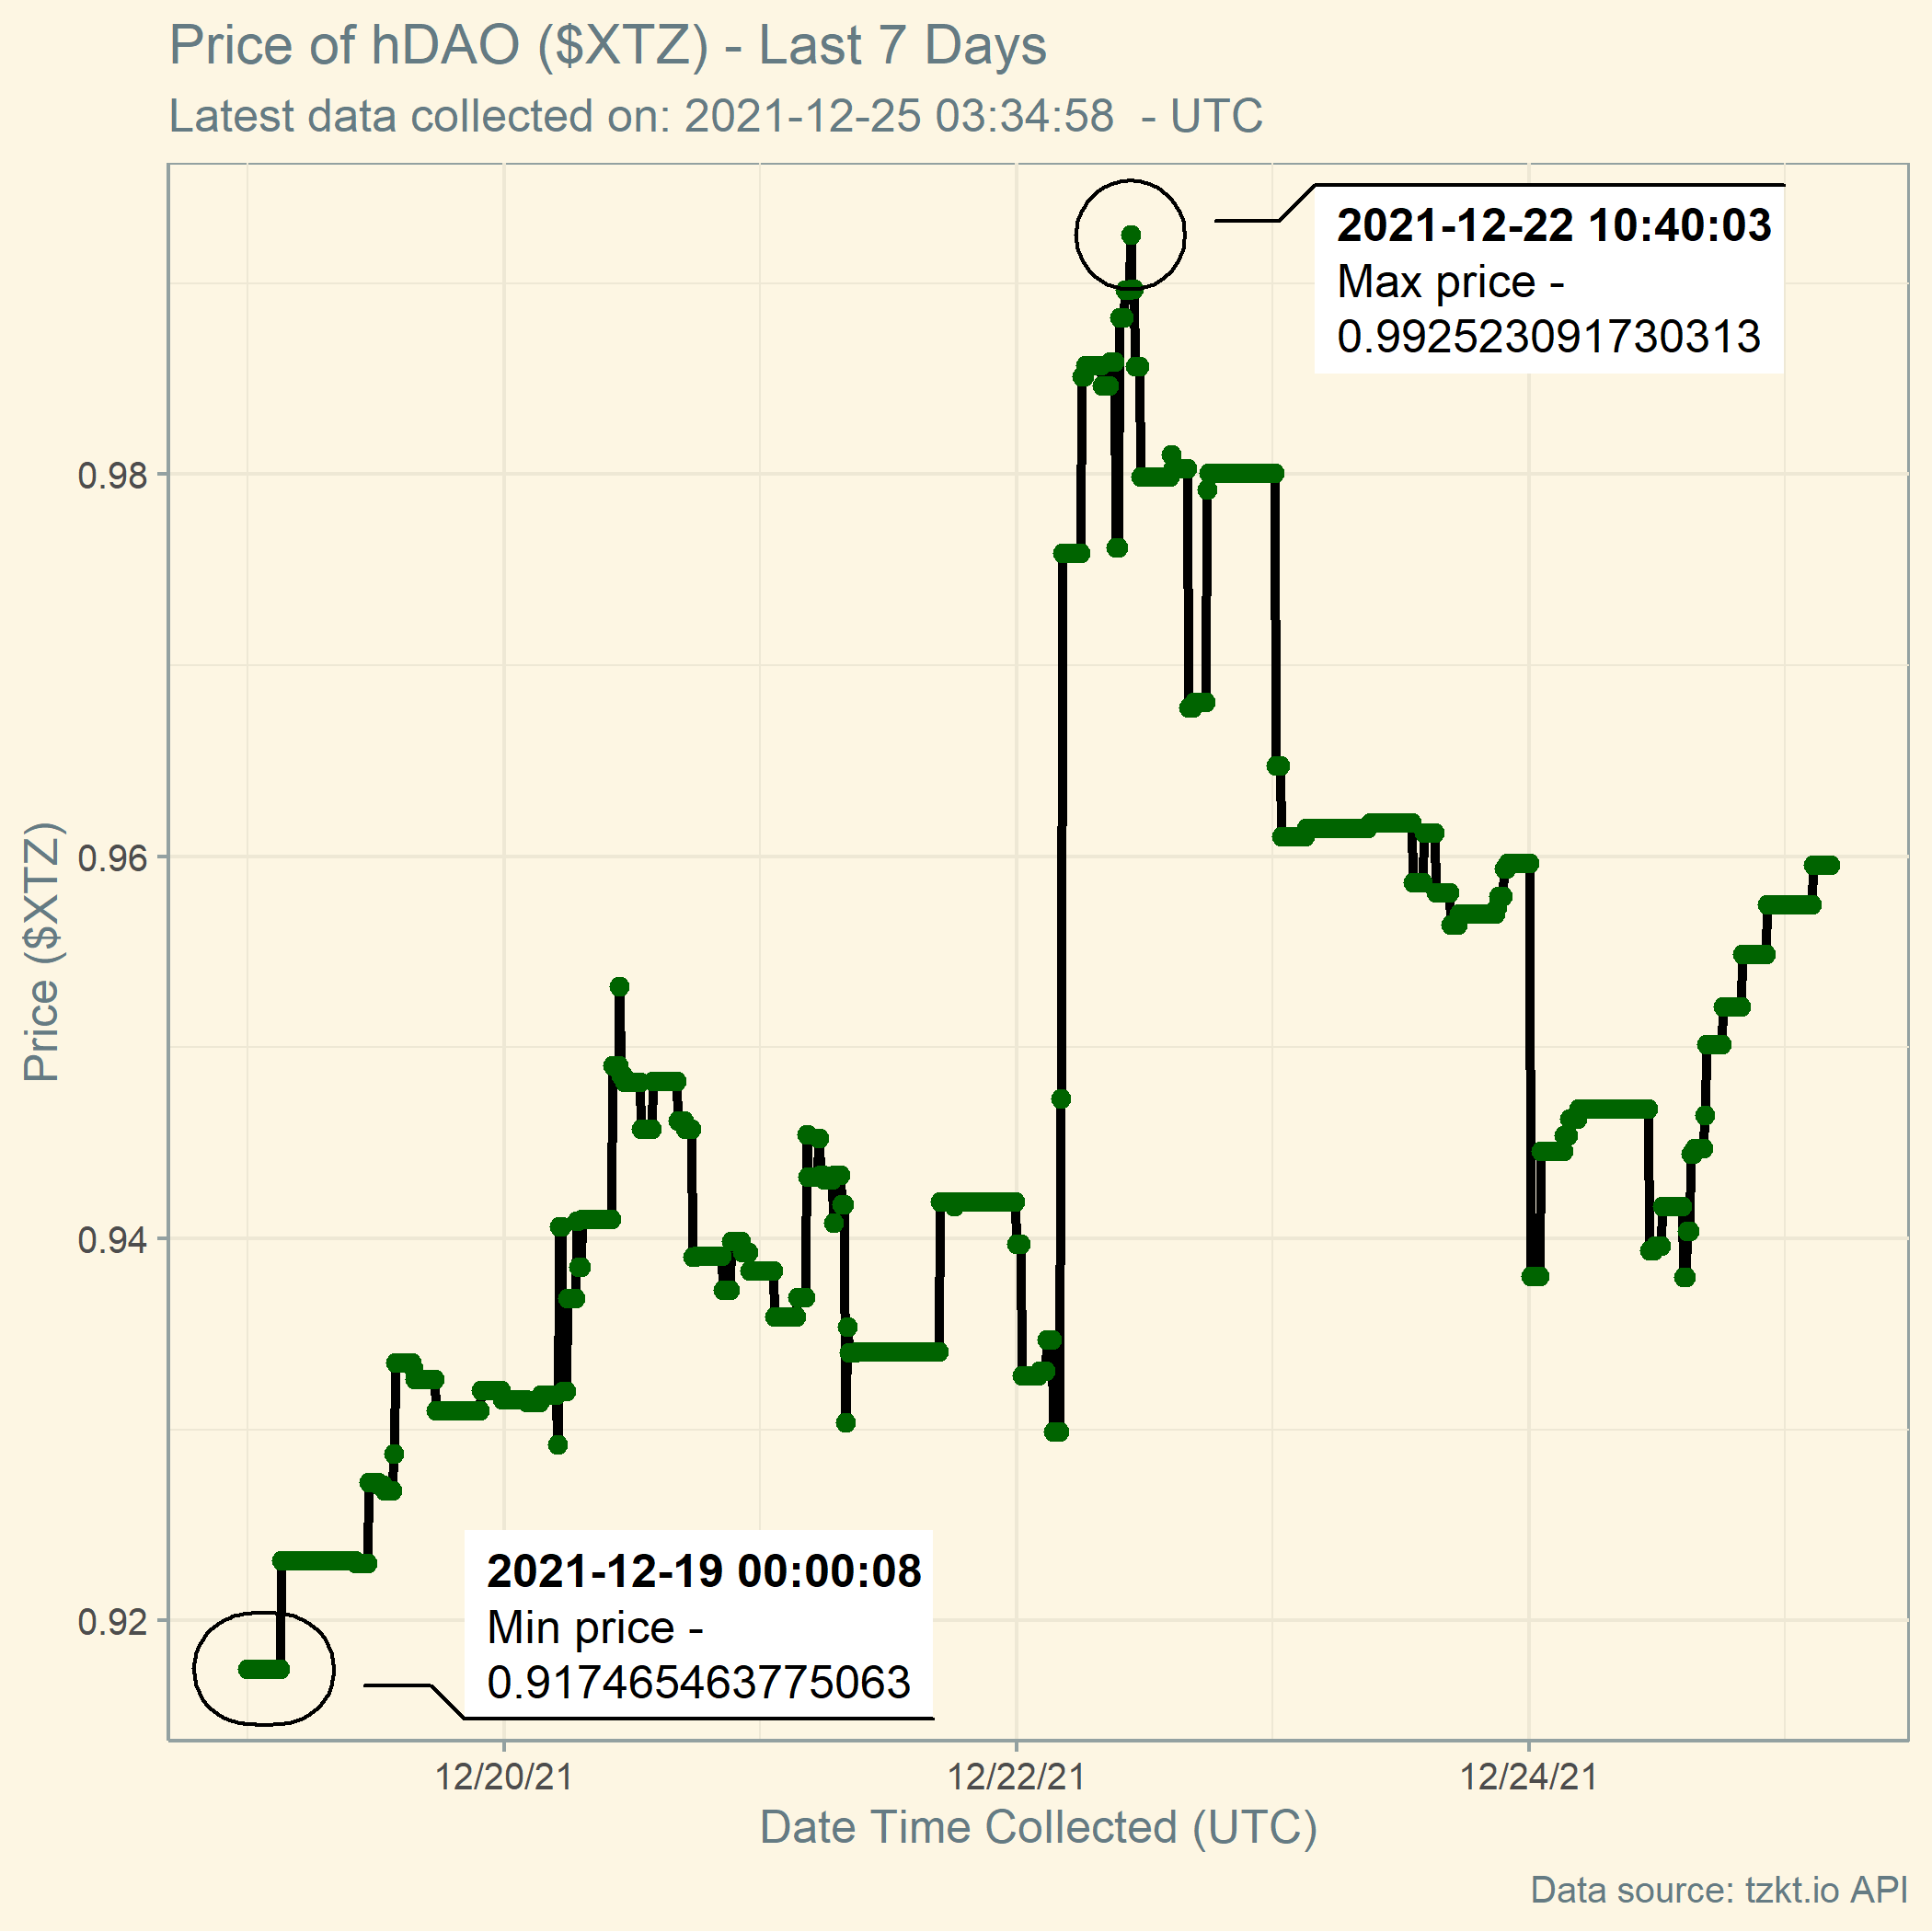 Price of hDAO ($XTZ) - Last 7 Days
Latest data collected on: 2021-12-25 03:34:58  - UTC
2021-12-22 10:40:03
Max price -
0.992523091730313
0.98
0.96
0.94
0.92
Price ($XTZ)
2021-12-19 00:00:08
Min price -
0.917465463775063
12/20/21
12/22/21
12/24/21
Date Time Collected (UTC)
Data source: tzkt.io API